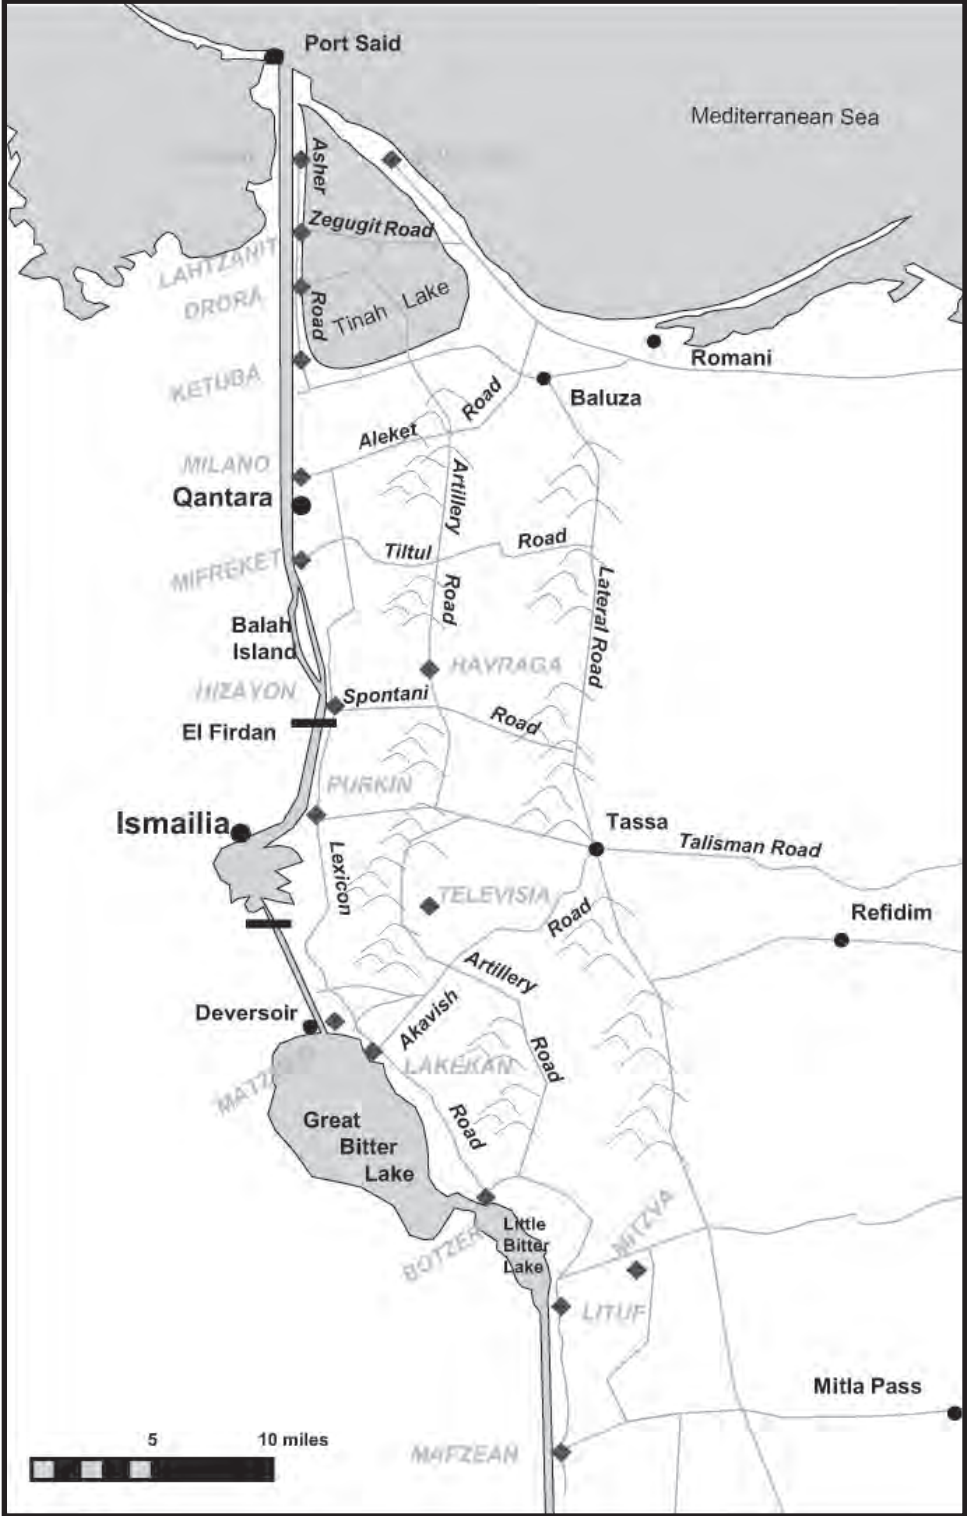 Port Said
Mediterranean Sea
Asher
Road
Zegugit Road
LAHTZANIT
DRORA
Tinah Lake
KETUBA
Romani
Baluza
Aleket Road
MILANO
Qantara
Artillery
Road
Tiltul Road
MIFREKET
Lateral Road
Balah
Island
HAVRAGA
HIZAYON
Spontani
Road
El Firdan
PURKIN
Ismailia
Tassa
Talisman Road
Lexicon
TELEVISIA
Refidim
Road
Artillery
Road
Akavish
Deversoir
LAKEKAN
Road
Great
Bitter
Lake
Little
Bitter
Lake
BOTZER
MITZVA
LITUF
Mitla Pass
5 10 miles
MAFZEAH